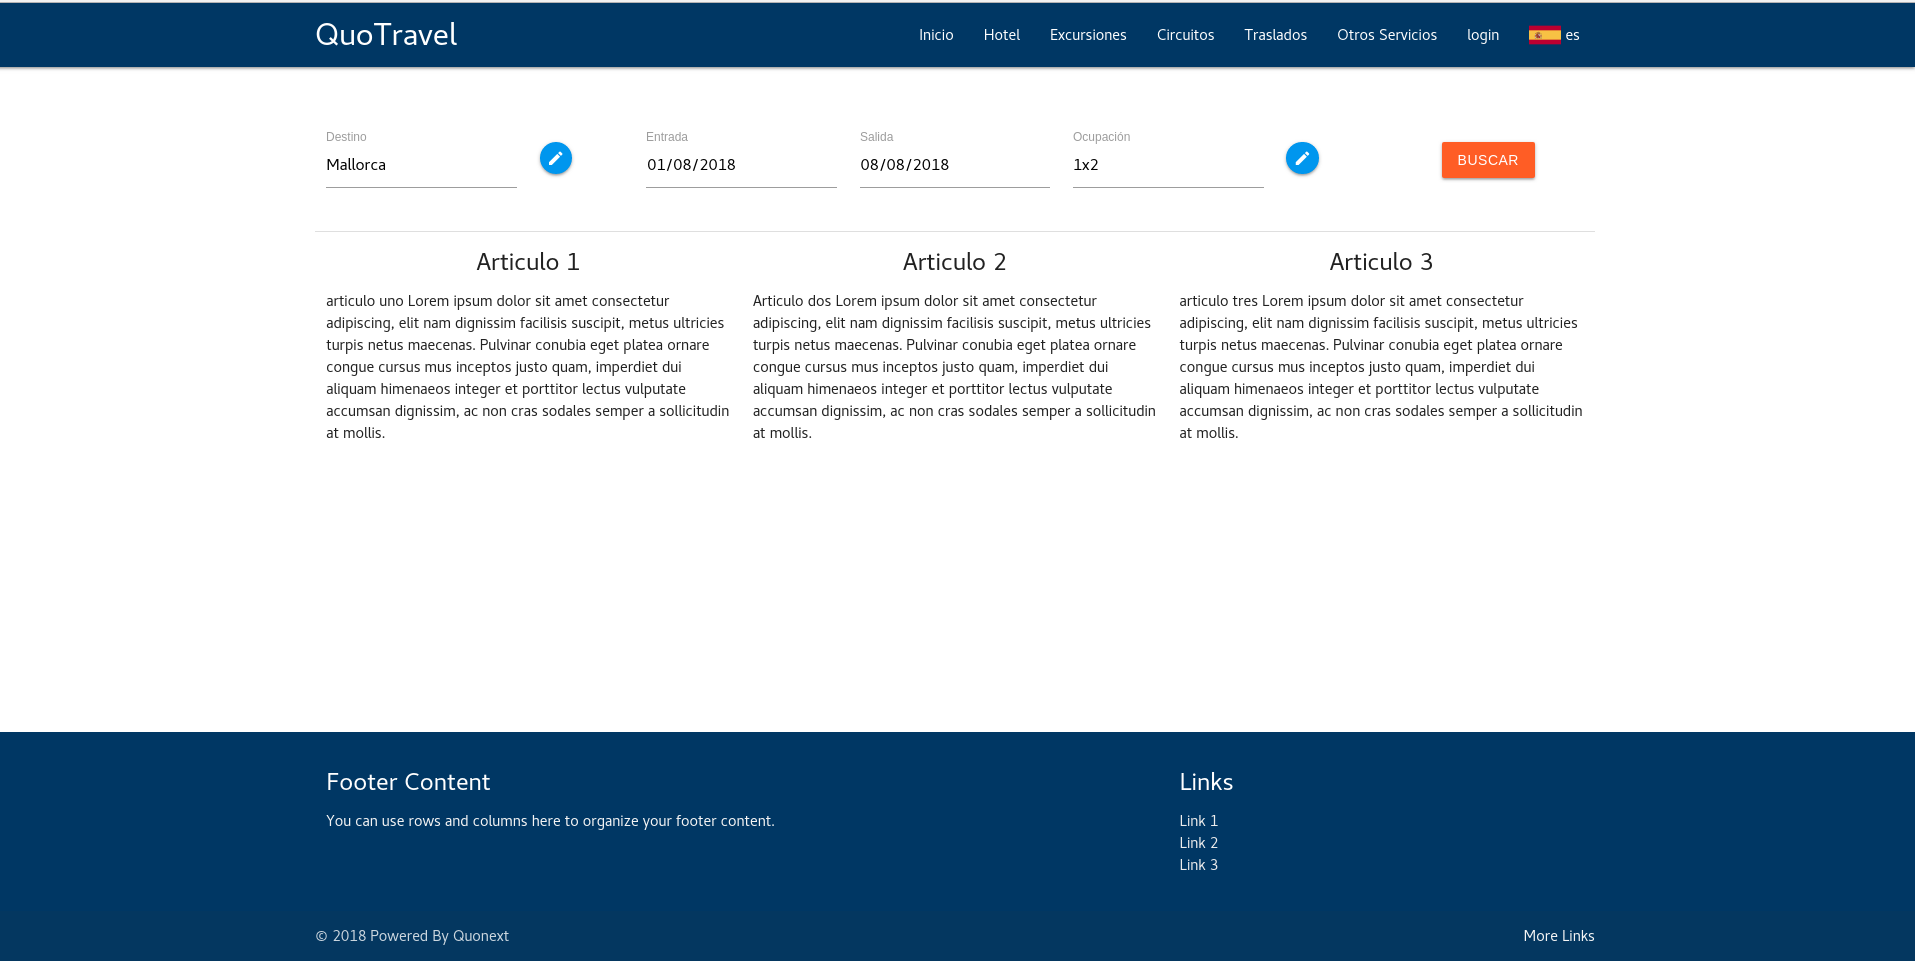 QuoTravel
Inicio Hotel Excursiones Circuitos Traslados Otros Servicios login es
Destino Entrada Salida Ocupación
Mallorca 01/08/2018 08/08/2018 1x2 BUSCAR
Articulo 1
articulo uno Lorem ipsum dolor sit amet consectetur
adipiscing, elit nam dignissim facilisis suscipit, metus ultricies
turpis netus maecenas. Pulvinar conubia eget platea ornare
congue cursus mus inceptos justo quam, imperdiet dui
aliquam himenaeos integer et porttitor lectus vulputate
accumsan dignissim, ac non cras sodales semper a sollicitudin
at mollis.
Articulo 2
Articulo dos Lorem ipsum dolor sit amet consectetur
adipiscing, elit nam dignissim facilisis suscipit, metus ultricies
turpis netus maecenas. Pulvinar conubia eget platea ornare
congue cursus mus inceptos justo quam, imperdiet dui
aliquam himenaeos integer et porttitor lectus vulputate
accumsan dignissim, ac non cras sodales semper a sollicitudin
at mollis.
Articulo 3
articulo tres Lorem ipsum dolor sit amet consectetur
adipiscing, elit nam dignissim facilisis suscipit, metus ultricies
turpis netus maecenas. Pulvinar conubia eget platea ornare
congue cursus mus inceptos justo quam, imperdiet dui
aliquam himenaeos integer et porttitor lectus vulputate
accumsan dignissim, ac non cras sodales semper a sollicitudin
at mollis.
Footer Content
You can use rows and columns here to organize your footer content.
Links
Link 1
Link 2
Link 3
© 2018 Powered By Quonext
More Links